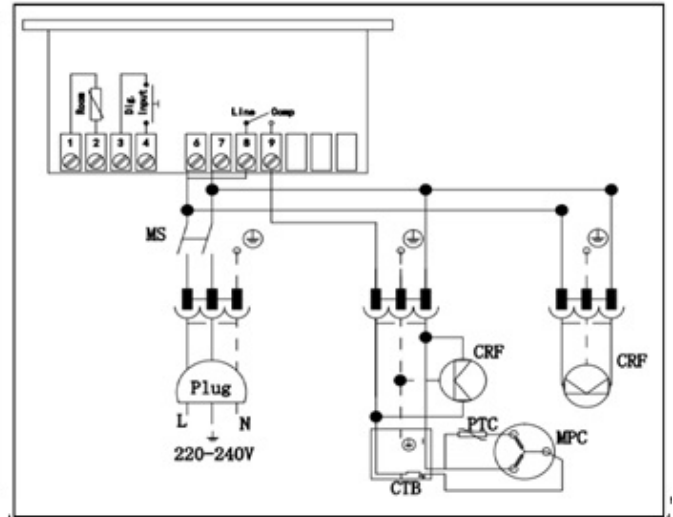 Room
Dig.
Input
Line Comp
1 2 3 4 6 7 8 9
MS
CRF
CRF
Plug
L N
220-240V
PTC
MPC
CTB